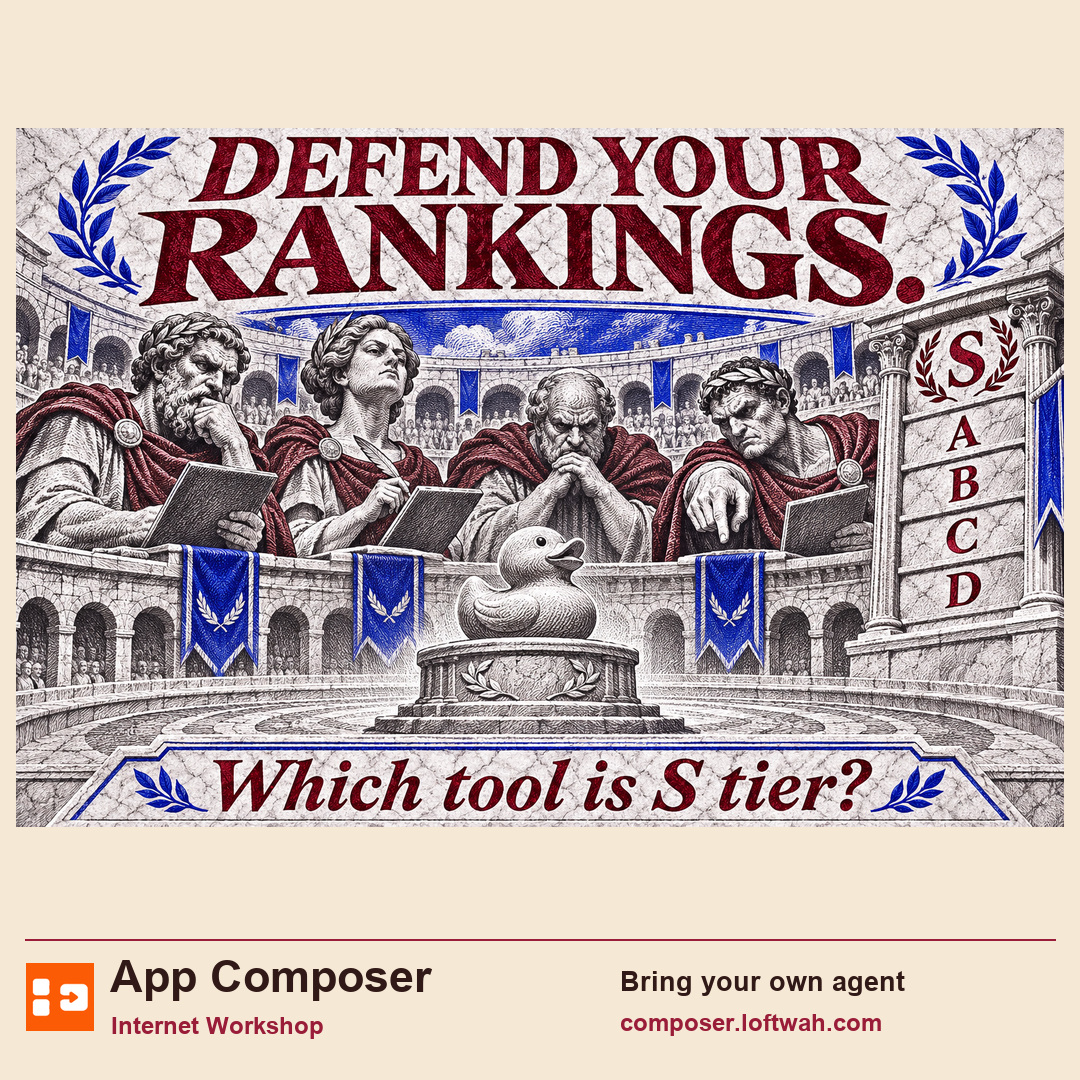 DEFEND YOUR
RANKINGS.
S
A
B
C
D
Which tool is S tier?
App Composer
Internet Workshop
Bring your own agent
composer.loftwah.com